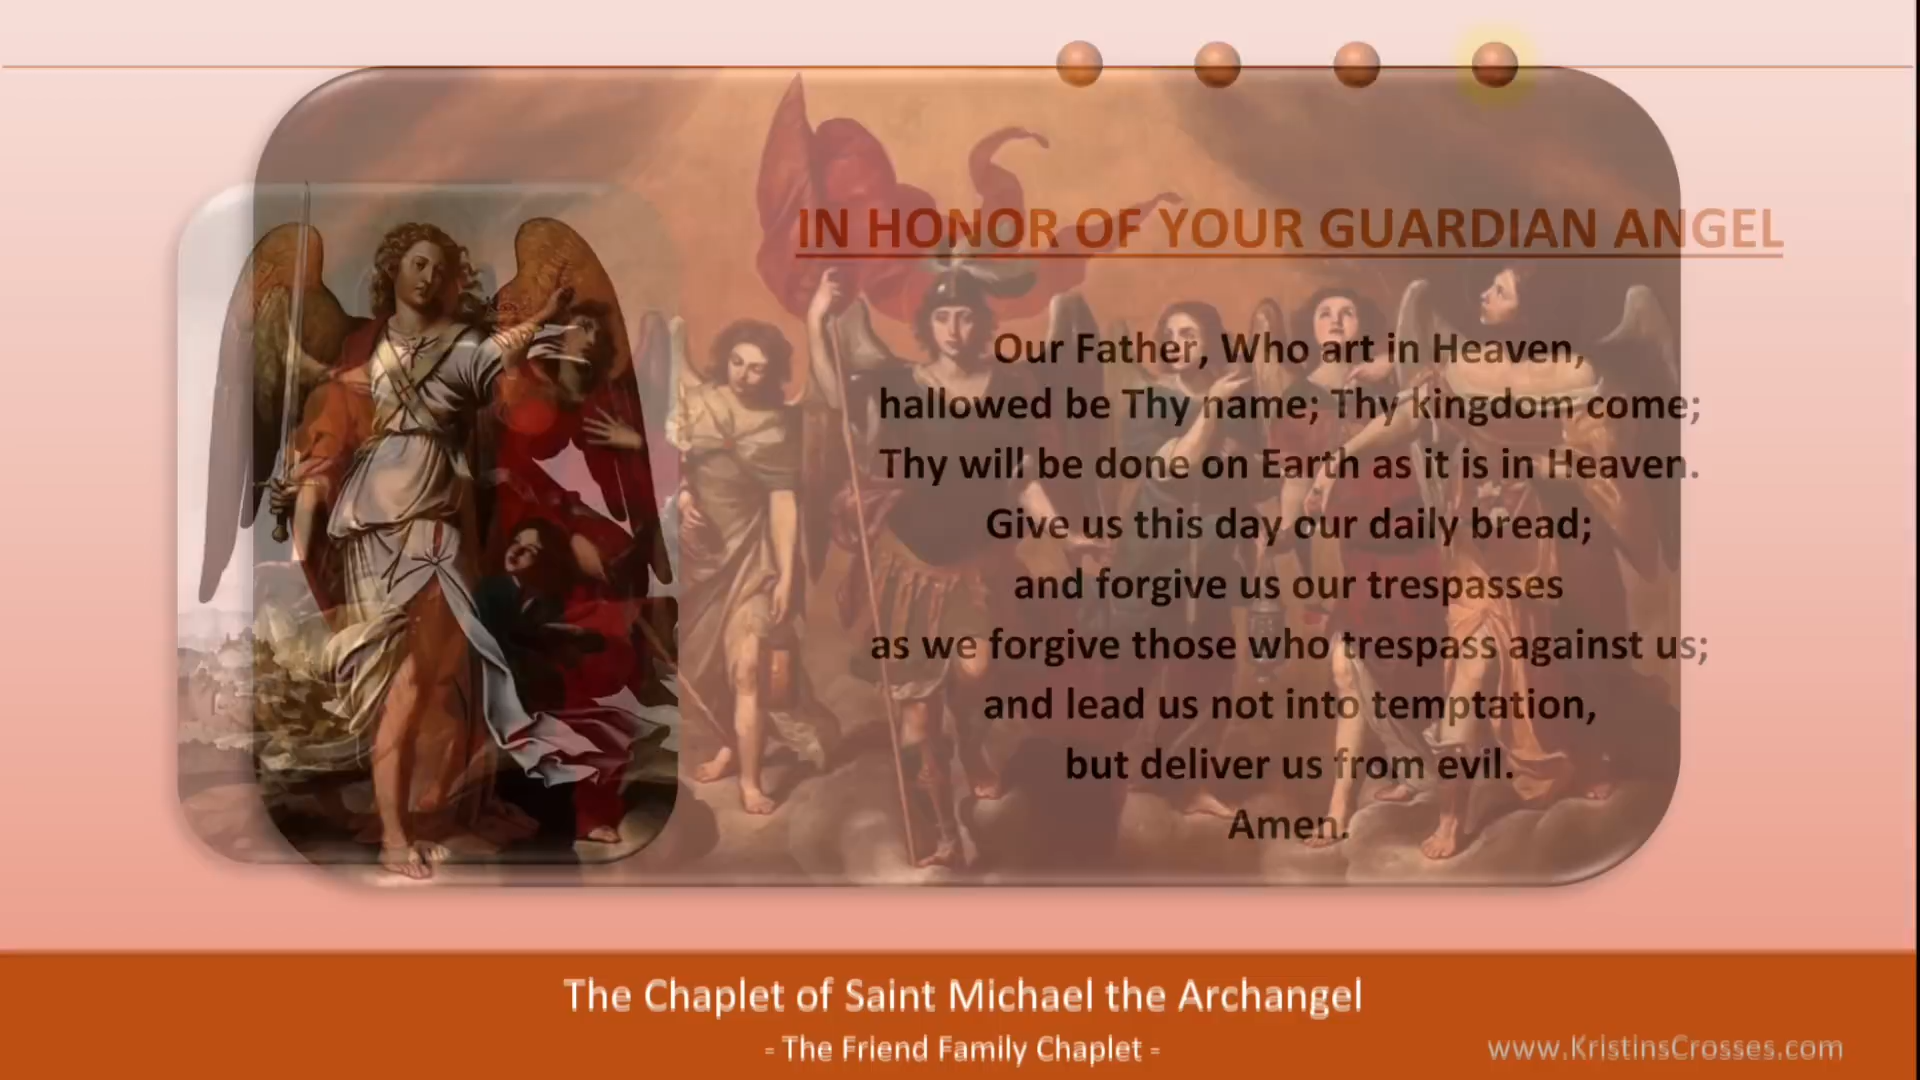 IN HONOR OF YOUR GUARDIAN ANGEL
Our Father, Who art in Heaven,
hallowed be Thy name; Thy kingdom come;
Thy will be done on Earth as it is in Heaven.
Give us this day our daily bread;
and forgive us our trespasses
as we forgive those who trespass against us;
and lead us not into temptation,
but deliver us from evil.
Amen.
The Chaplet of Saint Michael the Archangel
- The Friend Family Chaplet -
www.KristinsCrosses.com